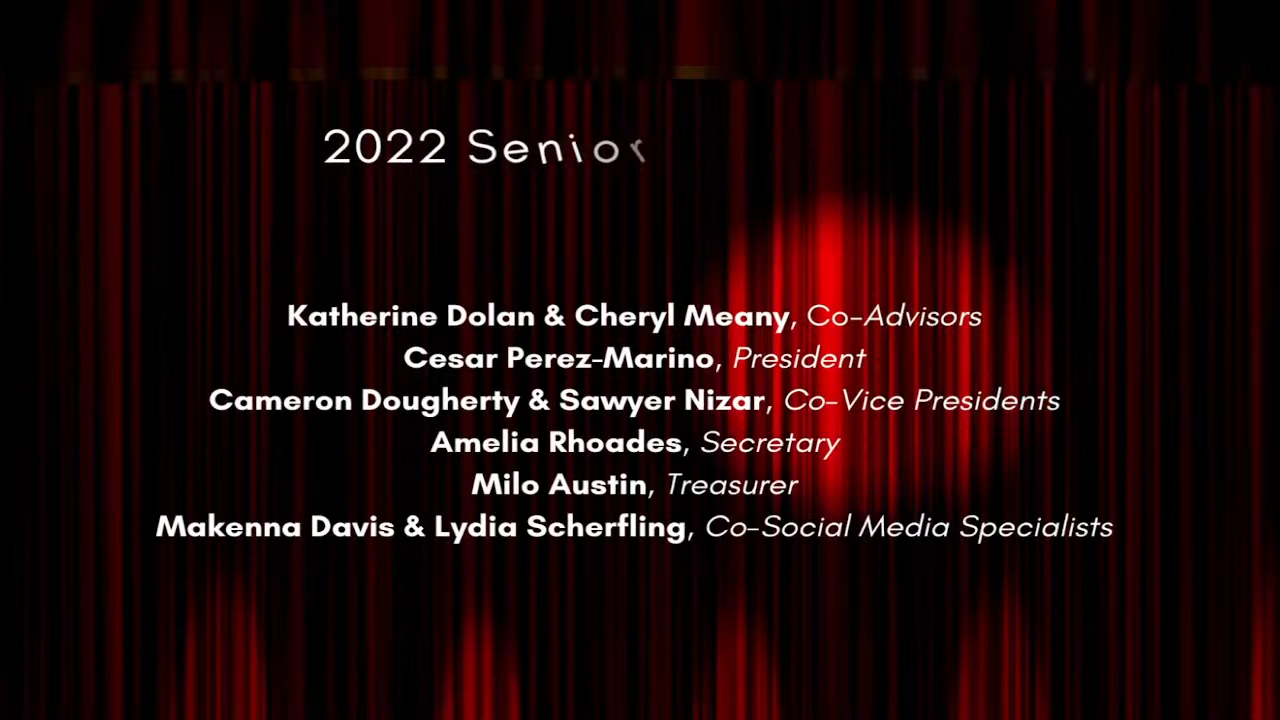 2022 Senior
Katherine Dolan & Cheryl Meany, Co-Advisors
Cesar Perez-Marino, President
Cameron Dougherty & Sawyer Nizar, Co-Vice Presidents
Amelia Rhoades, Secretary
Milo Austin, Treasurer
Makenna Davis & Lydia Scherfling, Co-Social Media Specialists